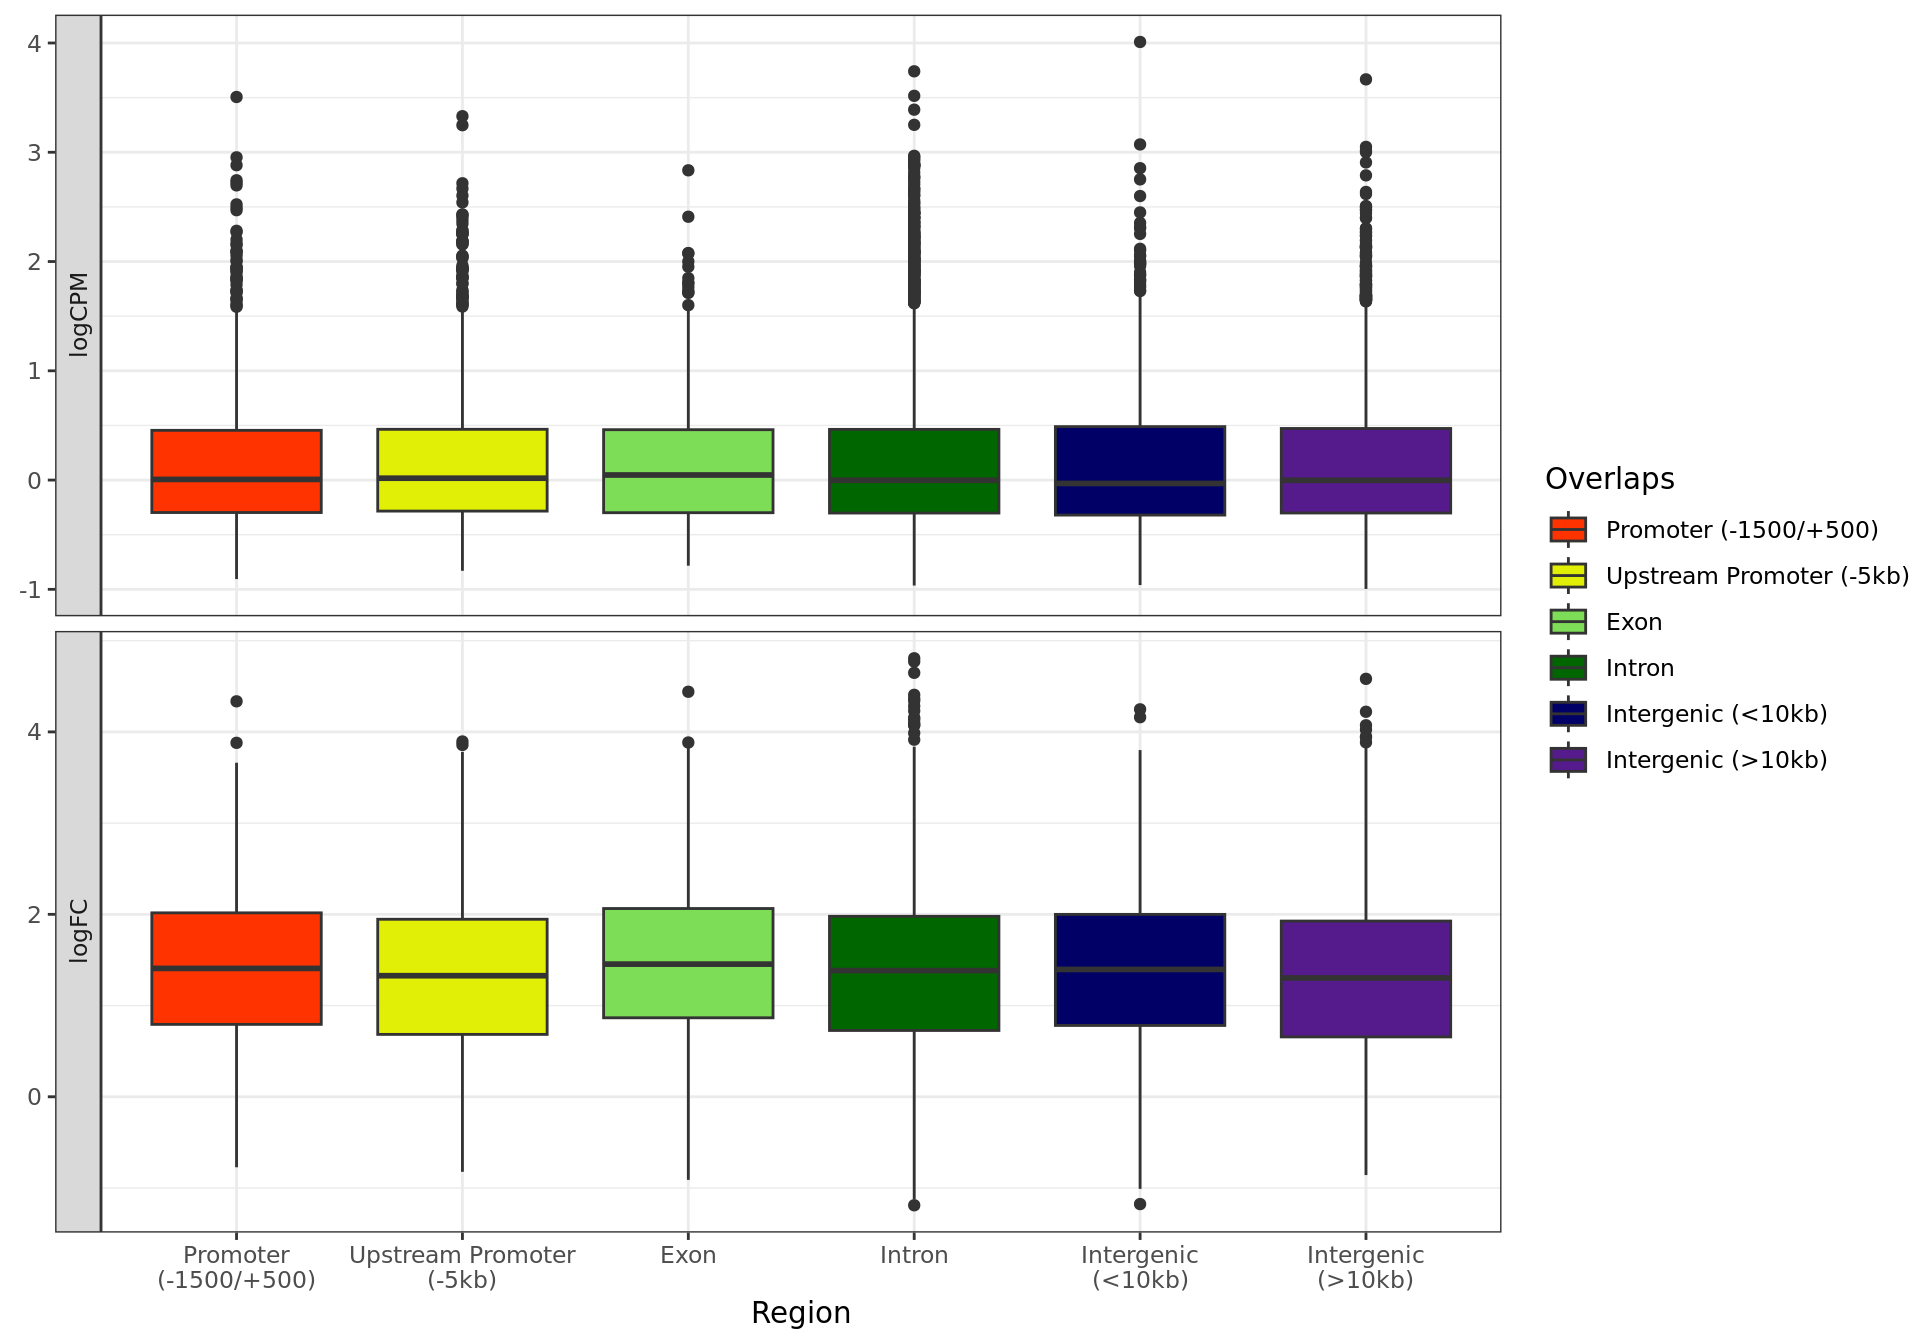 4
3
2
1
0
-1
logCPM
4
2
0
logFC
Promoter
(-1500/+500)
Upstream Promoter
(-5kb)
Exon
Intron
Intergenic
(<10kb)
Intergenic
(>10kb)
Region
Overlaps
Promoter (-1500/+500)
Upstream Promoter (-5kb)
Exon
Intron
Intergenic (<10kb)
Intergenic (>10kb)